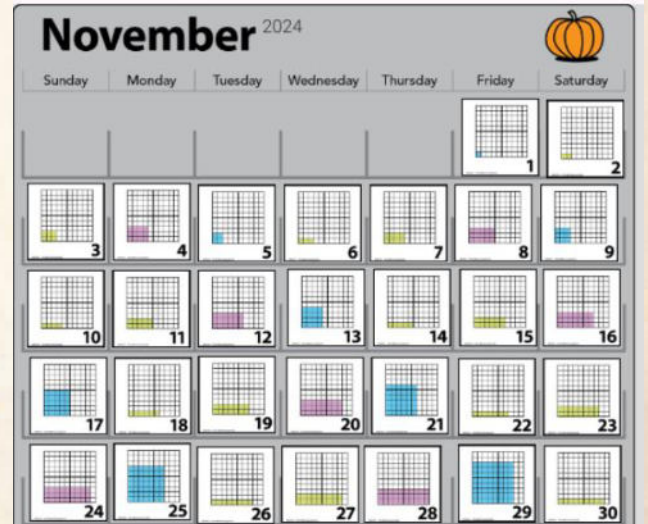 November 2024
Sunday Monday Tuesday Wednesday Thursday Friday Saturday
1 2
3 4 5 6 7 8 9
10 11 12 13 14 15 16
17 18 19 20 21 22 23
24 25 26 27 28 29 30